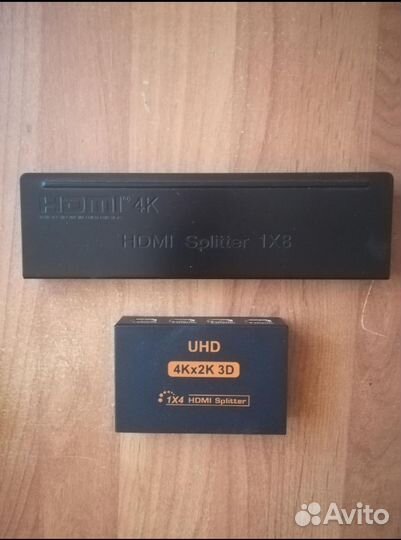 HDMI 4K
HDMI Splitter 1X8
UHD
4Kx2K 3D
1X4 HDMI Splitter
Avito